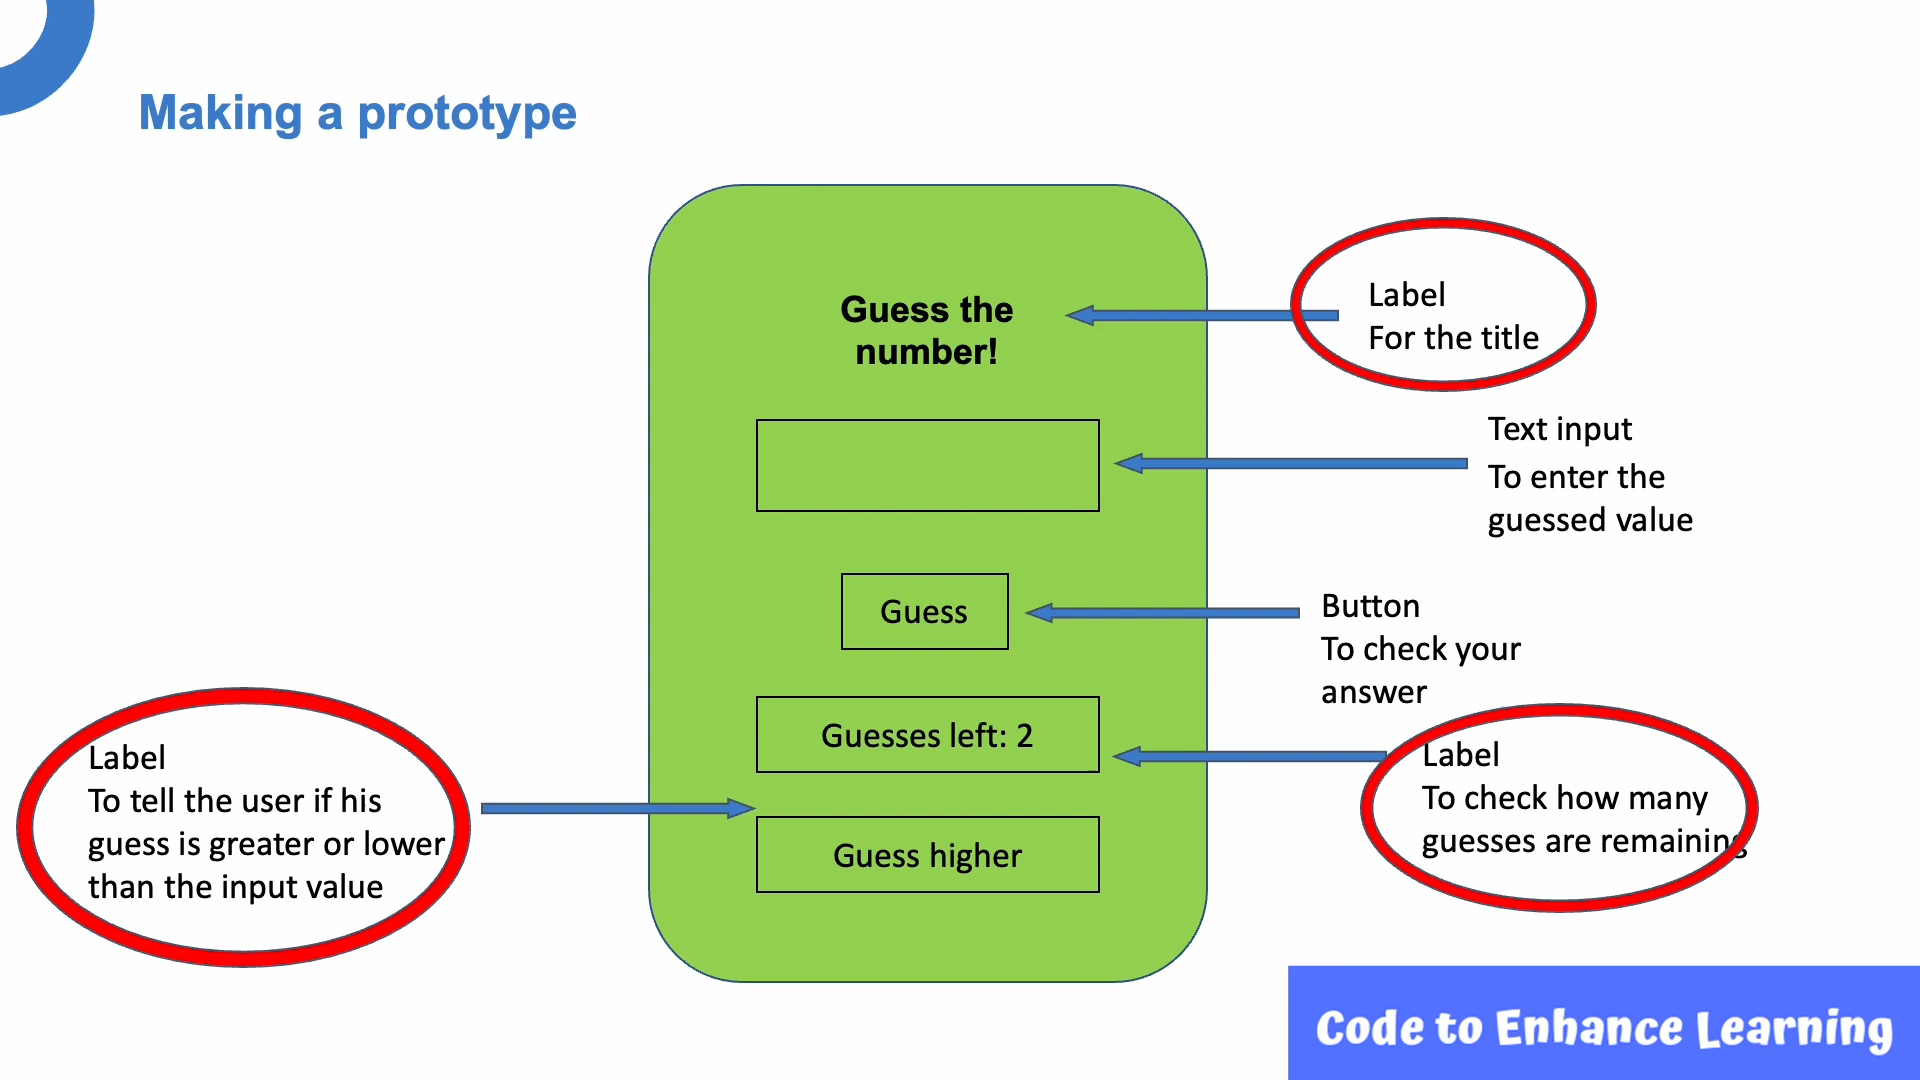 Making a prototype
Guess the
number!
Label
For the title
Text input
To enter the
guessed value
Guess
Button
To check your
answer
Guesses left: 2
Label
To check how many
guesses are remaining
Label
To tell the user if his
guess is greater or lower
than the input value
Guess higher
Code to Enhance Learning